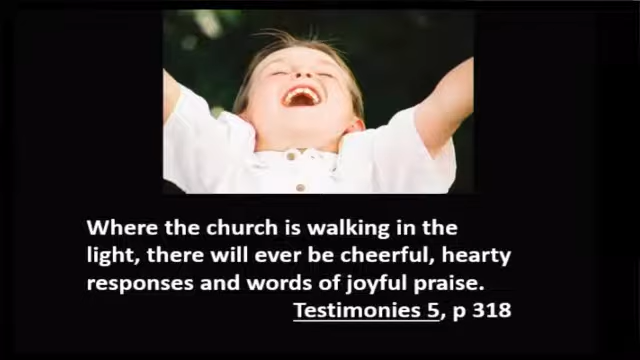 Where the church is walking in the
light, there will ever be cheerful, hearty
responses and words of joyful praise.
Testimonies 5, p 318